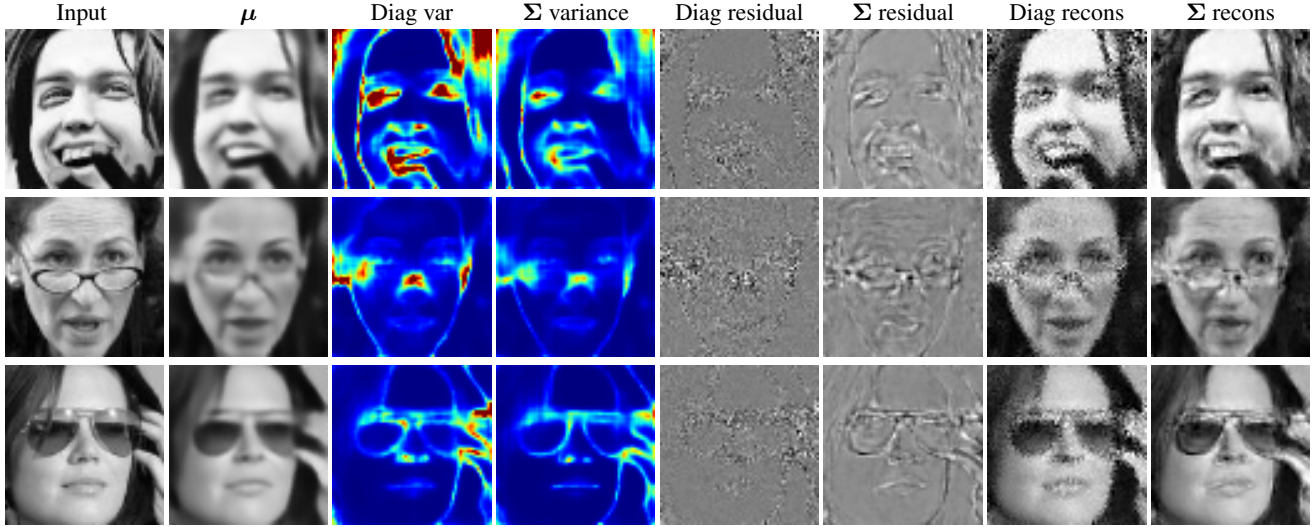 Input μ Diag var Σ variance Diag residual Σ residual Diag recons Σ recons